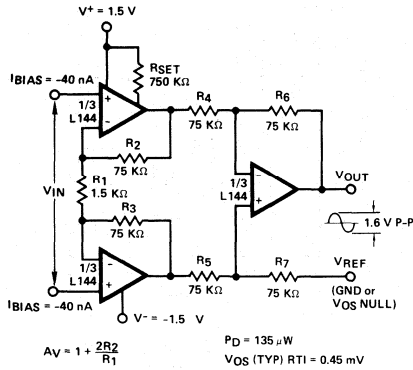 V+ = 1.5 V
IBIAS = -40 nA
RSET
750 KΩ
1/3
L144
+
-
R4
75 KΩ
R6
75 KΩ
R2
75 KΩ
R1
1.5 KΩ
VIN
R3
75 KΩ
1/3
L144
-
+
VOUT
1.6 V P-P
1/3
L144
-
+
R5
75 KΩ
R7
75 KΩ
VREF
(GND or
VOS NULL)
IBIAS = -40 nA
V- = -1.5 V
AV = 1 + 2R2/R1
PD = 135 μW
VOS (TYP) RTI = 0.45 mV